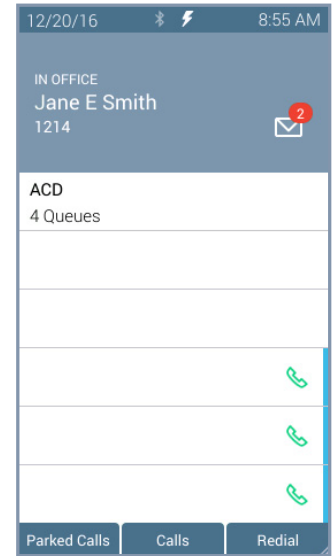 12/20/16 8:55 AM
IN OFFICE
Jane E Smith
1214
2
ACD
4 Queues
Parked Calls Calls Redial